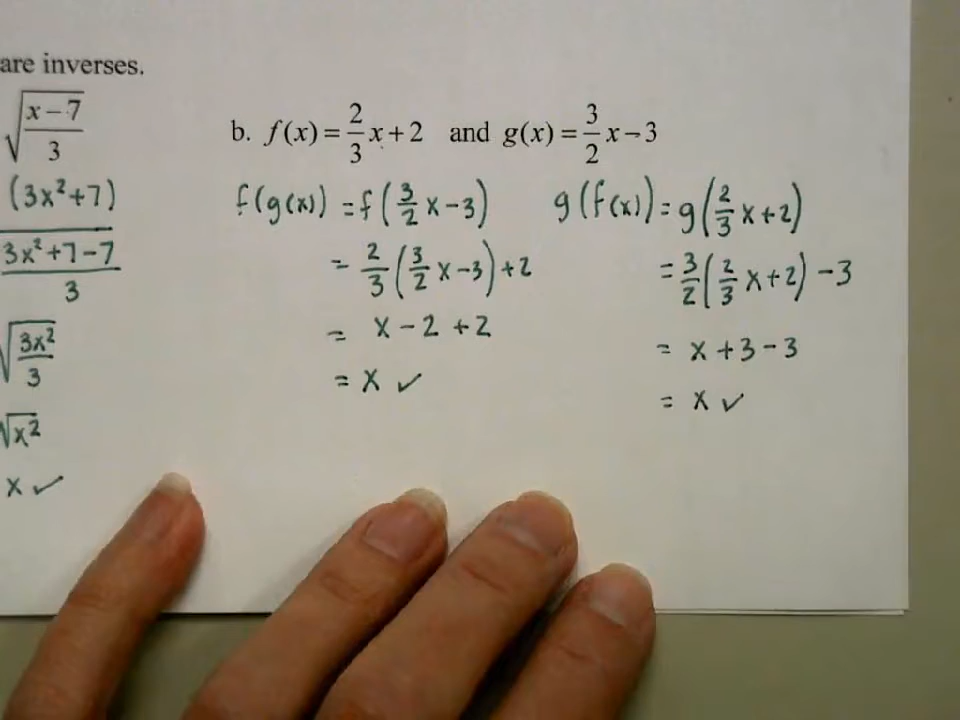 are inverses.
√((x−7)/3)
(3x²+7)
3x²+7−7
3
√(3x²/3)
√x²
x ✓
b. f(x) = 2/3 x + 2 and g(x) = 3/2 x − 3
f(g(x)) = f(3/2 x − 3)
= 2/3 (3/2 x − 3) + 2
= x − 2 + 2
= x ✓
g(f(x)) = g(2/3 x + 2)
= 3/2 (2/3 x + 2) − 3
= x + 3 − 3
= x ✓